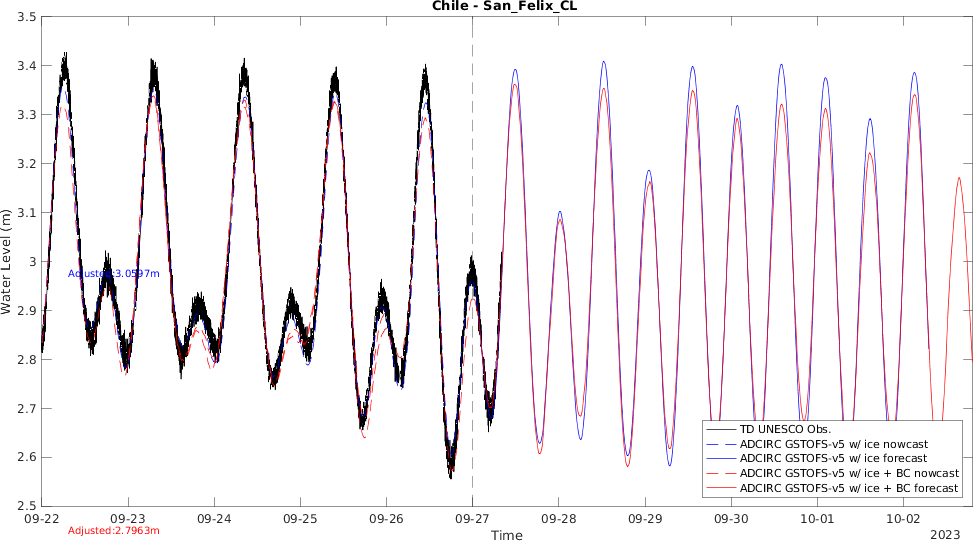 Chile - San_Felix_CL
3.5
3.4
3.3
3.2
3.1
3
2.9
2.8
2.7
2.6
2.5
Water Level (m)
Adjusted:3.0597m
TD UNESCO Obs.
ADCIRC GSTOFS-v5 w/ ice nowcast
ADCIRC GSTOFS-v5 w/ ice forecast
ADCIRC GSTOFS-v5 w/ ice + BC nowcast
ADCIRC GSTOFS-v5 w/ ice + BC forecast
09-22 09-23 09-24 09-25 09-26 09-27 09-28 09-29 09-30 10-01 10-02
Adjusted:2.7963m
Time
2023